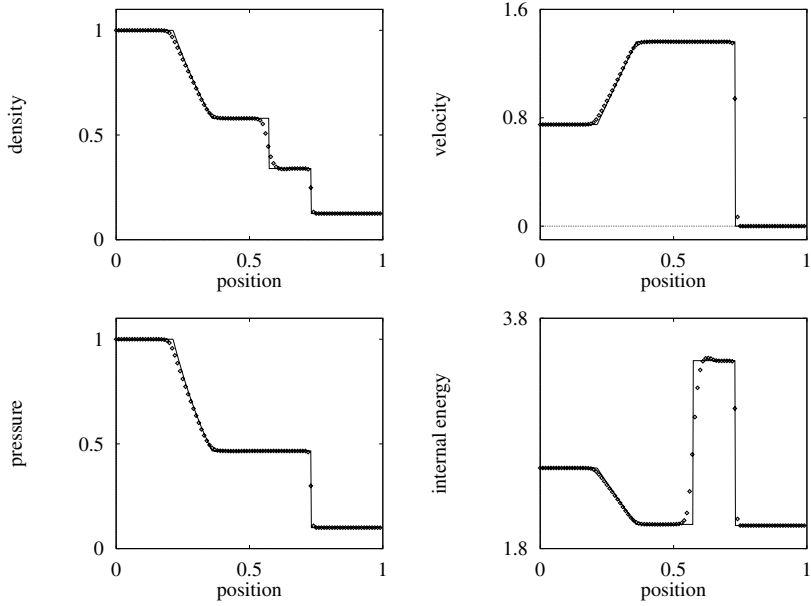 density
1
0.5
0
0 0.5 1
position
velocity
1.6
0.8
0
0 0.5 1
position
pressure
1
0.5
0
0 0.5 1
position
internal energy
3.8
1.8
0 0.5 1
position